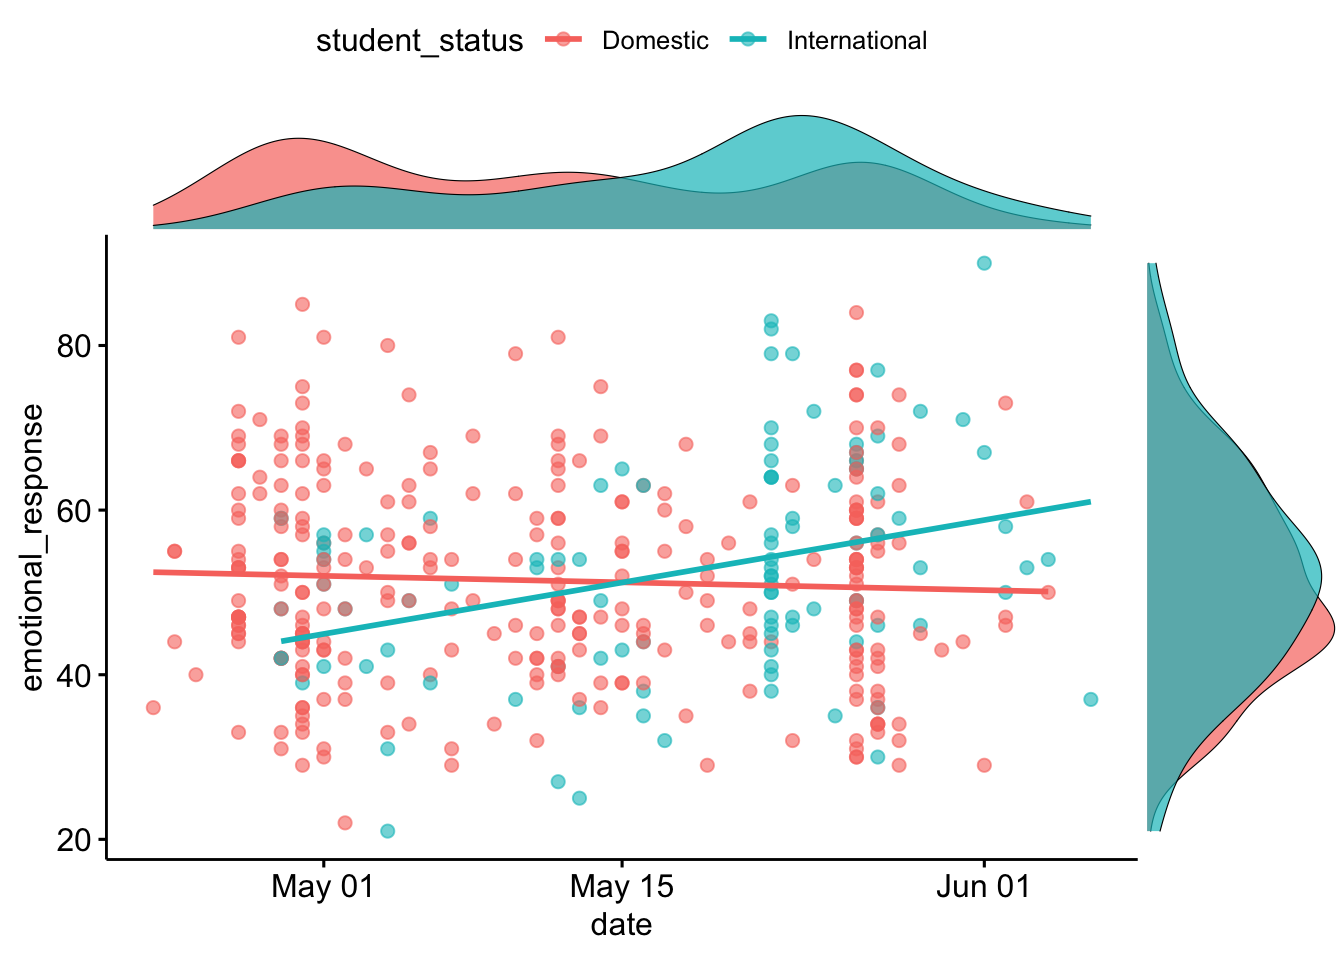 student_status Domestic International
80
60
40
20
emotional_response
May 01 May 15 Jun 01
date